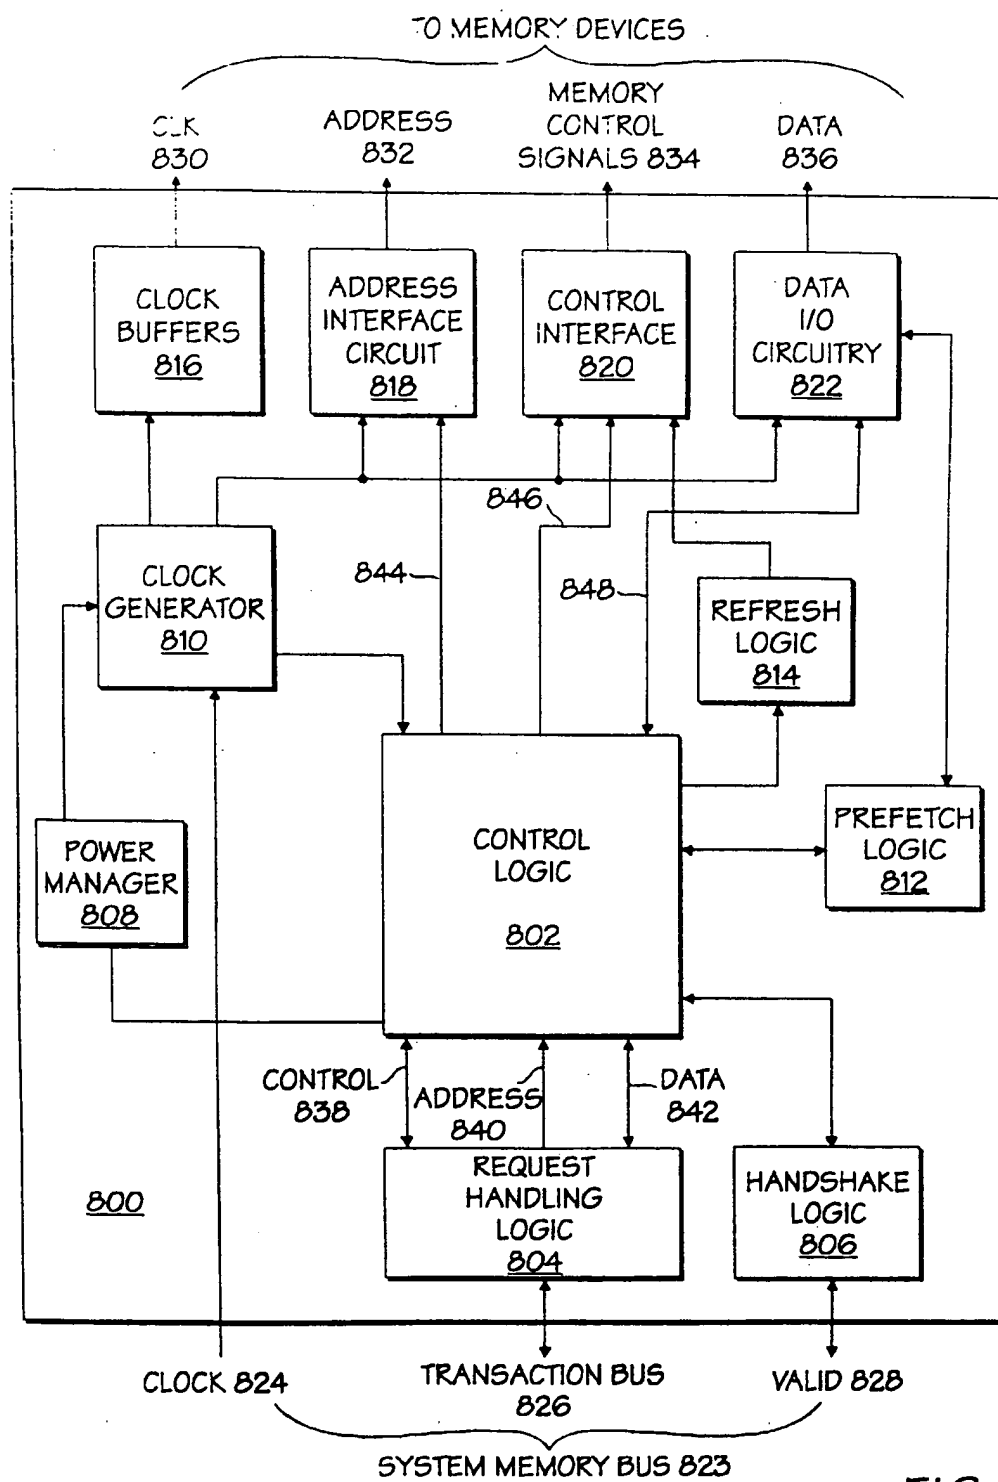 TO MEMORY DEVICES
CLK
830
ADDRESS
832
MEMORY
CONTROL
SIGNALS 834
DATA
836
CLOCK
BUFFERS
816
ADDRESS
INTERFACE
CIRCUIT
818
CONTROL
INTERFACE
820
DATA
I/O
CIRCUITRY
822
846
CLOCK
GENERATOR
810
844
848
REFRESH
LOGIC
814
POWER
MANAGER
808
CONTROL
LOGIC
802
PREFETCH
LOGIC
812
CONTROL
838
ADDRESS
840
DATA
842
800
REQUEST
HANDLING
LOGIC
804
HANDSHAKE
LOGIC
806
CLOCK 824
TRANSACTION BUS
826
VALID 828
SYSTEM MEMORY BUS 823